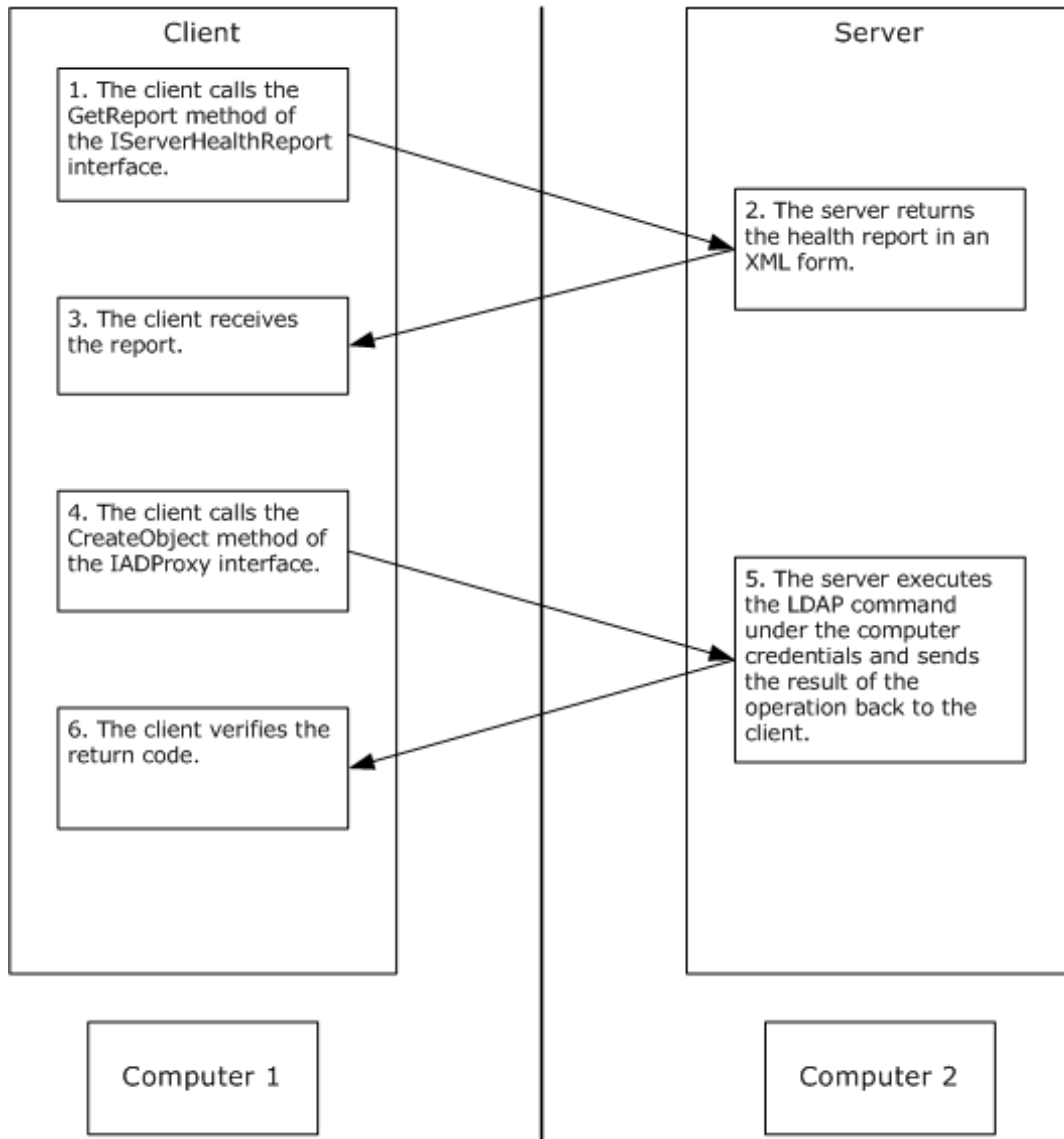 Client
1. The client calls the
GetReport method of
the IServerHealthReport
interface.
3. The client receives
the report.
4. The client calls the
CreateObject method of
the IADProxy interface.
6. The client verifies the
return code.
Computer 1
Server
2. The server returns
the health report in an
XML form.
5. The server executes
the LDAP command
under the computer
credentials and sends
the result of the
operation back to the
client.
Computer 2